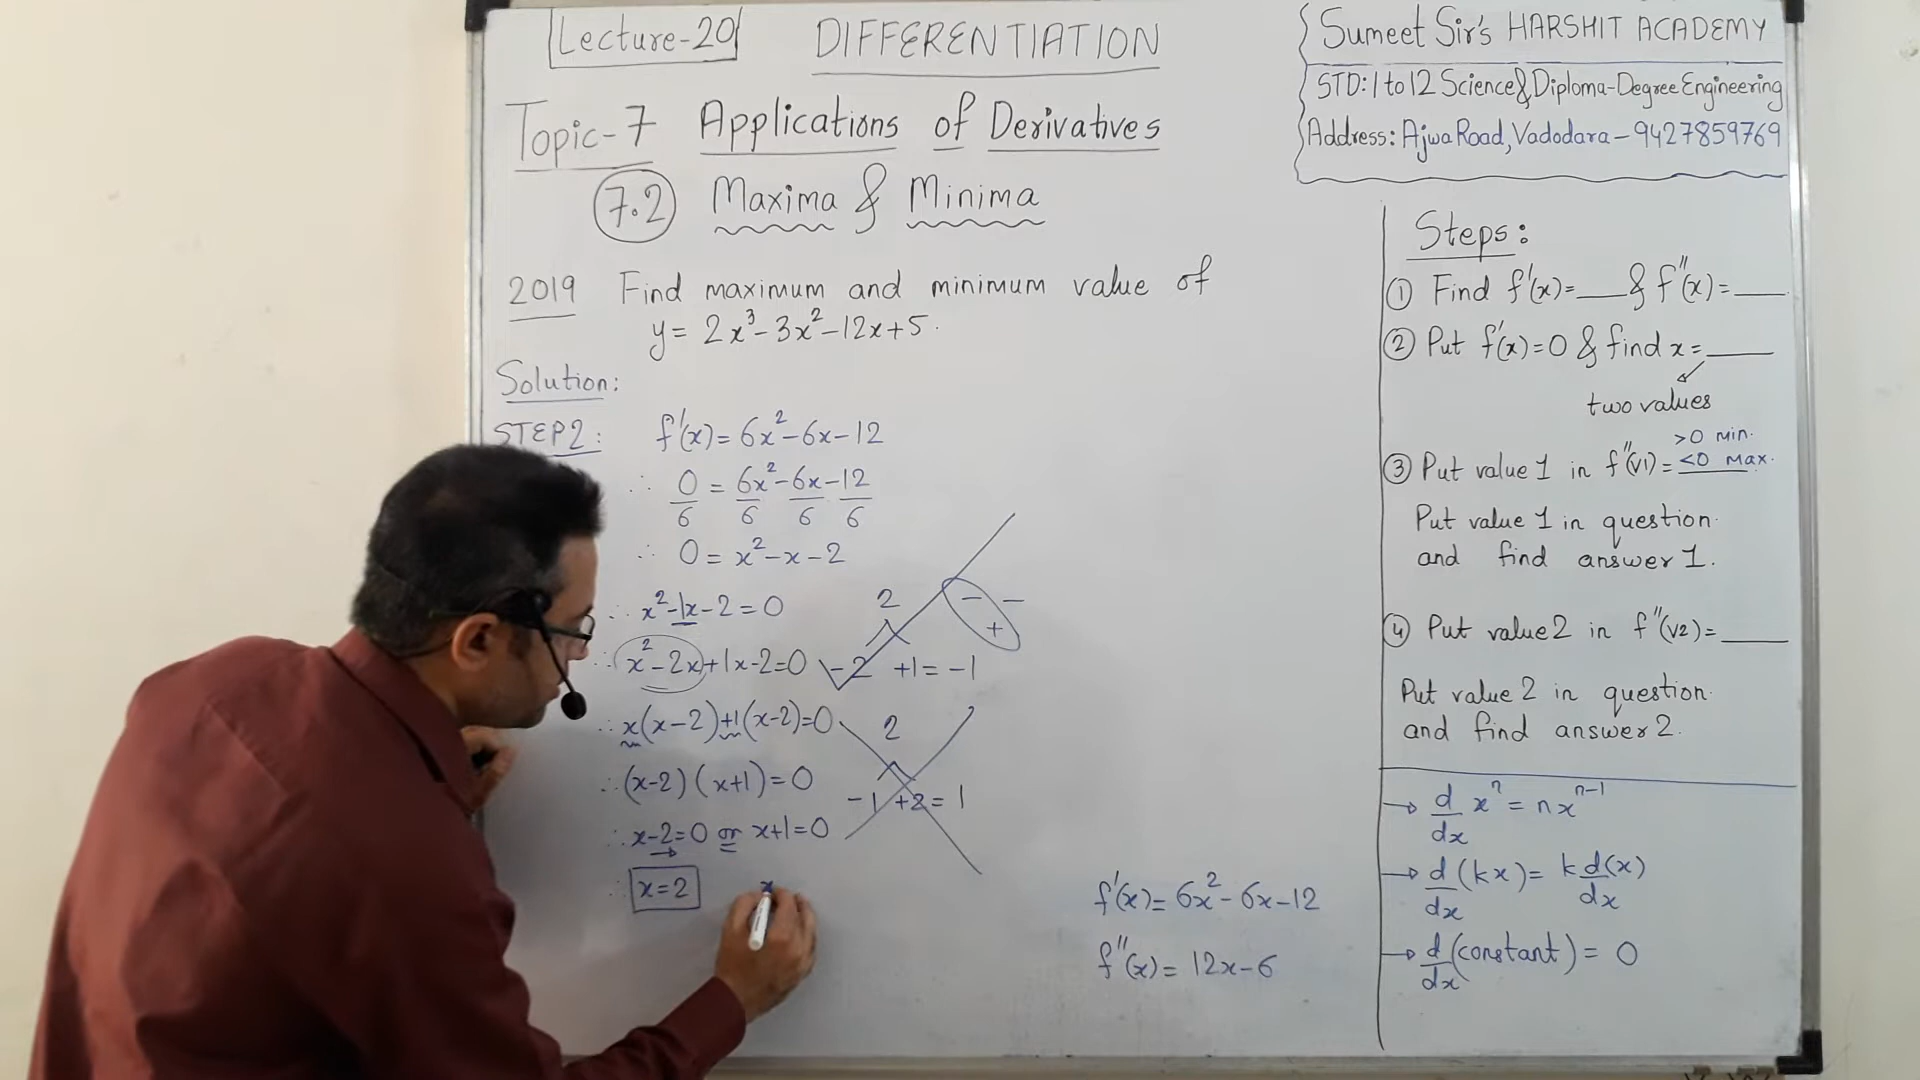 Lecture-20 DIFFERENTIATION
Topic-7 Applications of Derivatives
7.2 Maxima & Minima
2019 Find maximum and minimum value of
y = 2x³-3x²-12x+5.
Solution:
STEP2: f'(x) = 6x²-6x-12
∴ 0/6 = 6x²/6 - 6x/6 - 12/6
∴ 0 = x²-x-2
∴ x²-1x-2=0
∴ x²-2x+1x-2=0
∴ x(x-2)+1(x-2)=0
∴ (x-2)(x+1)=0
∴ x-2=0 or x+1=0
∴ x=2 x
2
-2 +1 = -1
- -
+
2
-1 +2 = 1
f'(x) = 6x²-6x-12
f''(x) = 12x-6
Sumeet Sir's HARSHIT ACADEMY
STD: 1 to 12 Science & Diploma-Degree Engineering
Address: Ajwa Road, Vadodara - 9427859769
Steps:
① Find f'(x)=___ & f''(x)=___
② Put f'(x)=0 & find x=___
two values
>0 min.
③ Put value 1 in f''(v1) = <0 max.
Put value 1 in question
and find answer 1.
④ Put value 2 in f''(v2)=___
Put value 2 in question
and find answer 2.
→ d/dx xⁿ = nxⁿ⁻¹
→ d/dx (kx) = k d(x)/dx
→ d/dx (constant) = 0